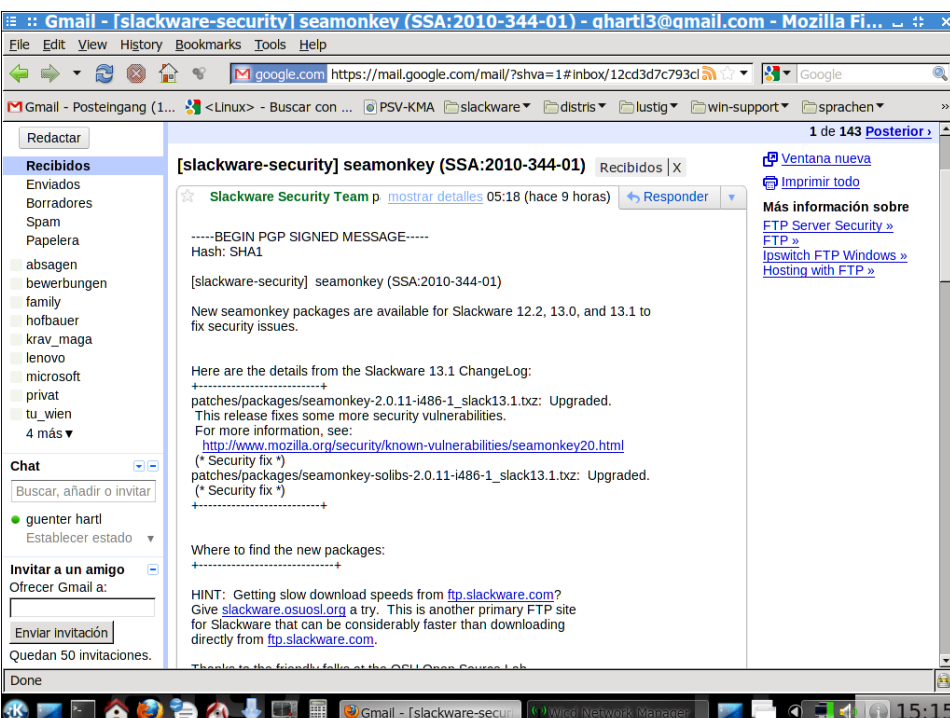 :: Gmail - [slackware-security] seamonkey (SSA:2010-344-01) - ghartl3@gmail.com - Mozilla Fi...
File Edit View History Bookmarks Tools Help
google.com https://mail.google.com/mail/?shva=1#inbox/12cd3d7c793cl
Google
Gmail - Posteingang (1... <Linux> - Buscar con ... PSV-KMA slackware distris lustig win-support sprachen »
Redactar
1 de 143 Posterior ›
Recibidos
Enviados
Borradores
Spam
Papelera
absagen
bewerbungen
family
hofbauer
krav_maga
lenovo
microsoft
privat
tu_wien
4 más▼
Chat
Buscar, añadir o invitar
guenter hartl
Establecer estado
Invitar a un amigo
Ofrecer Gmail a:
Enviar invitación
Quedan 50 invitaciones.
[slackware-security] seamonkey (SSA:2010-344-01) Recibidos | X
Slackware Security Team p mostrar detalles 05:18 (hace 9 horas) Responder
-----BEGIN PGP SIGNED MESSAGE-----
Hash: SHA1
[slackware-security] seamonkey (SSA:2010-344-01)
New seamonkey packages are available for Slackware 12.2, 13.0, and 13.1 to
fix security issues.
Here are the details from the Slackware 13.1 ChangeLog:
+--------------------------+
patches/packages/seamonkey-2.0.11-i486-1_slack13.1.txz: Upgraded.
This release fixes some more security vulnerabilities.
For more information, see:
http://www.mozilla.org/security/known-vulnerabilities/seamonkey20.html
(* Security fix *)
patches/packages/seamonkey-solibs-2.0.11-i486-1_slack13.1.txz: Upgraded.
(* Security fix *)
+--------------------------+
Where to find the new packages:
+-----------------------------+
HINT: Getting slow download speeds from ftp.slackware.com?
Give slackware.osuosl.org a try. This is another primary FTP site
for Slackware that can be considerably faster than downloading
directly from ftp.slackware.com.
Thanks to the friendly folks at the OSU Open Source Lab
Ventana nueva
Imprimir todo
Más información sobre
FTP Server Security »
FTP »
Ipswitch FTP Windows »
Hosting with FTP »
Done
Gmail - [slackware-secur
Wicd Network Manager